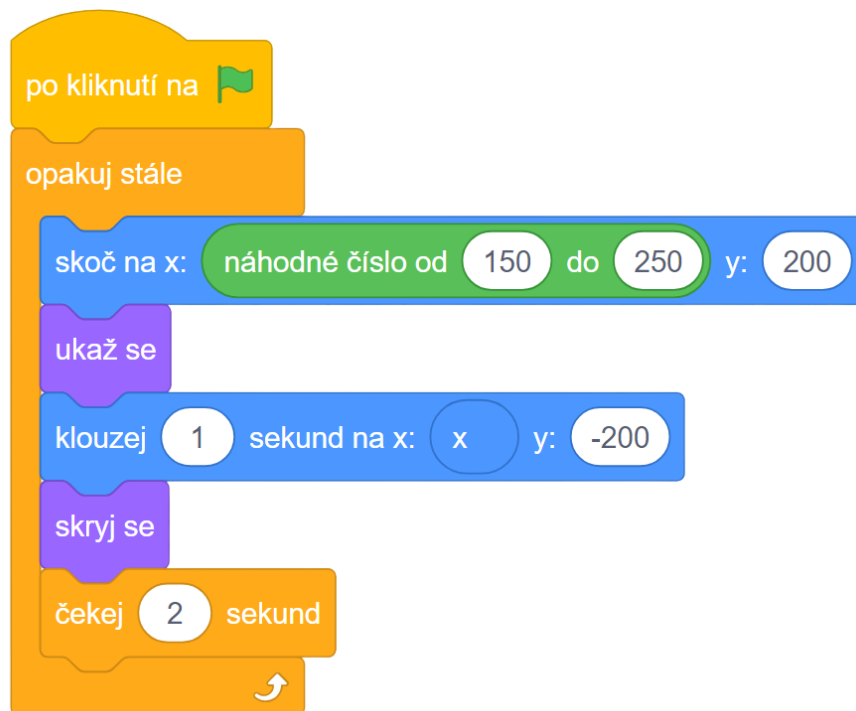 po kliknutí na
opakuj stále
skoč na x: náhodné číslo od 150 do 250 y: 200
ukaž se
klouzej 1 sekund na x: x y: -200
skryj se
čekej 2 sekund